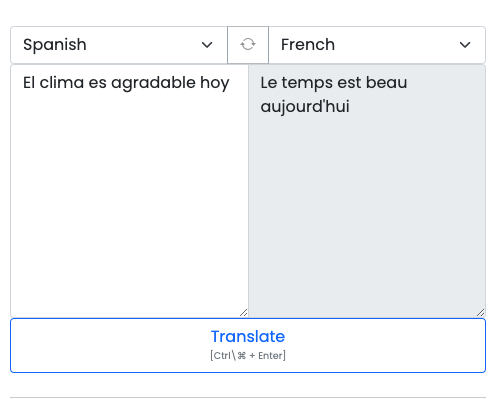 Spanish
French
El clima es agradable hoy
Le temps est beau
aujourd'hui
Translate
[Ctrl\⌘ + Enter]